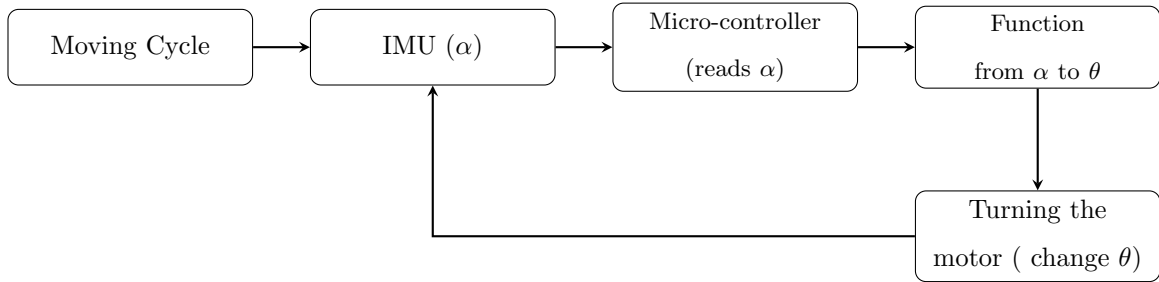 Moving Cycle
IMU (α)
Micro-controller
(reads α)
Function
from α to θ
Turning the
motor ( change θ)